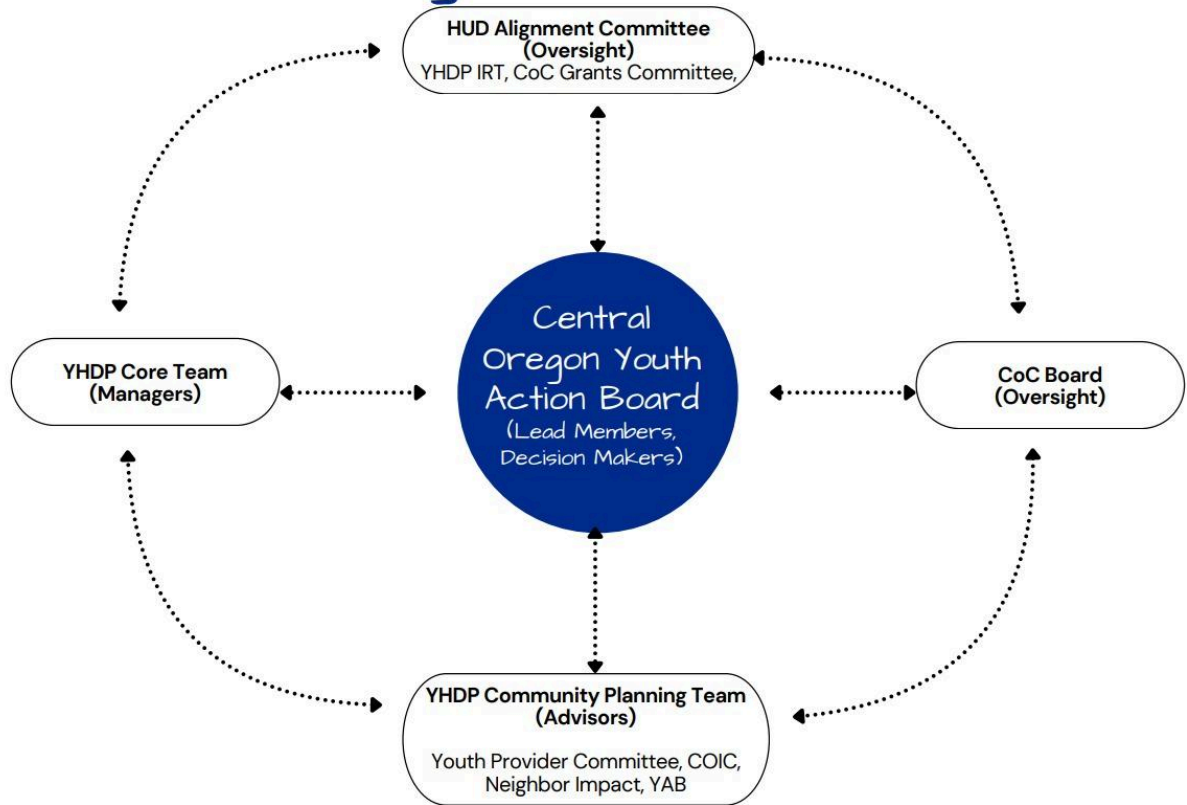 HUD Alignment Committee
(Oversight)
YHDP IRT, CoC Grants Committee,
Central
Oregon Youth
Action Board
(Lead Members,
Decision Makers)
YHDP Core Team
(Managers)
CoC Board
(Oversight)
YHDP Community Planning Team
(Advisors)
Youth Provider Committee, COIC,
Neighbor Impact, YAB